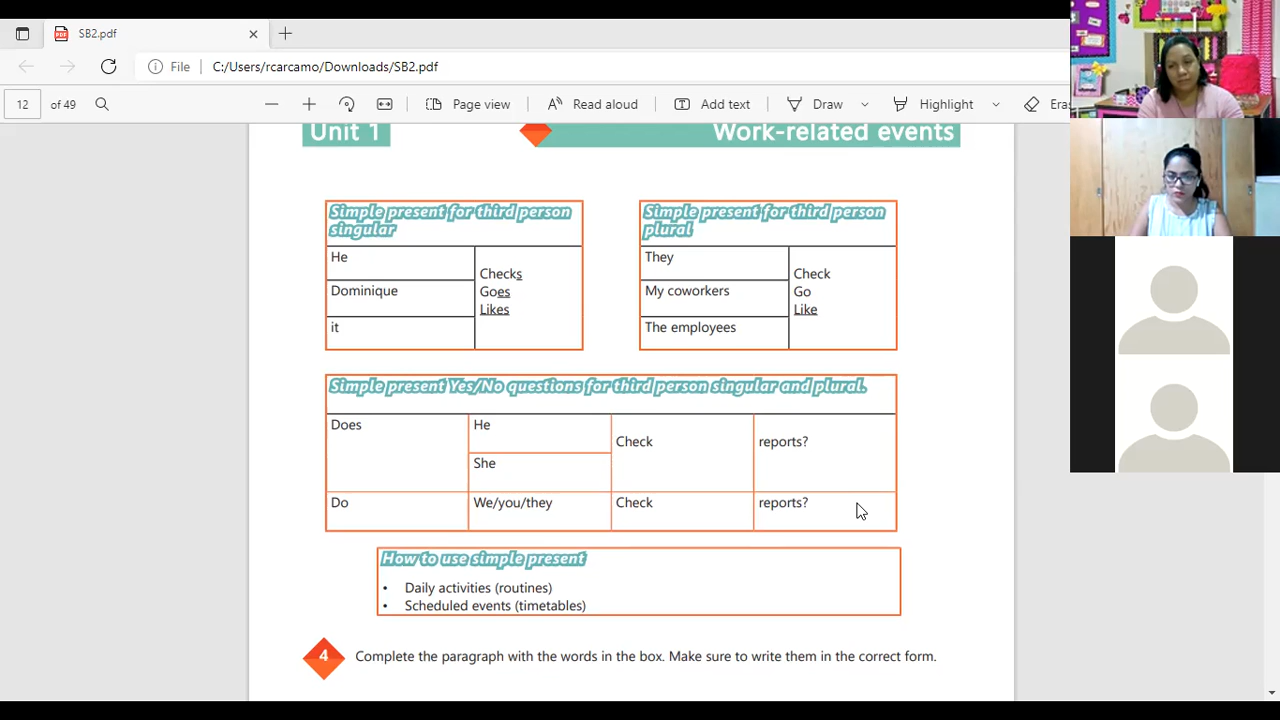 SB2.pdf
File C:/Users/rcarcamo/Downloads/SB2.pdf
12 of 49 Page view Read aloud Add text Draw Highlight
Unit 1 Work-related events
Simple present for third person singular
He
Dominique
it
Checks
Goes
Likes
Simple present for third person plural
They
My coworkers
The employees
Check
Go
Like
Simple present Yes/No questions for third person singular and plural.
Does He Check reports?
She
Do We/you/they Check reports?
How to use simple present
• Daily activities (routines)
• Scheduled events (timetables)
4 Complete the paragraph with the words in the box. Make sure to write them in the correct form.